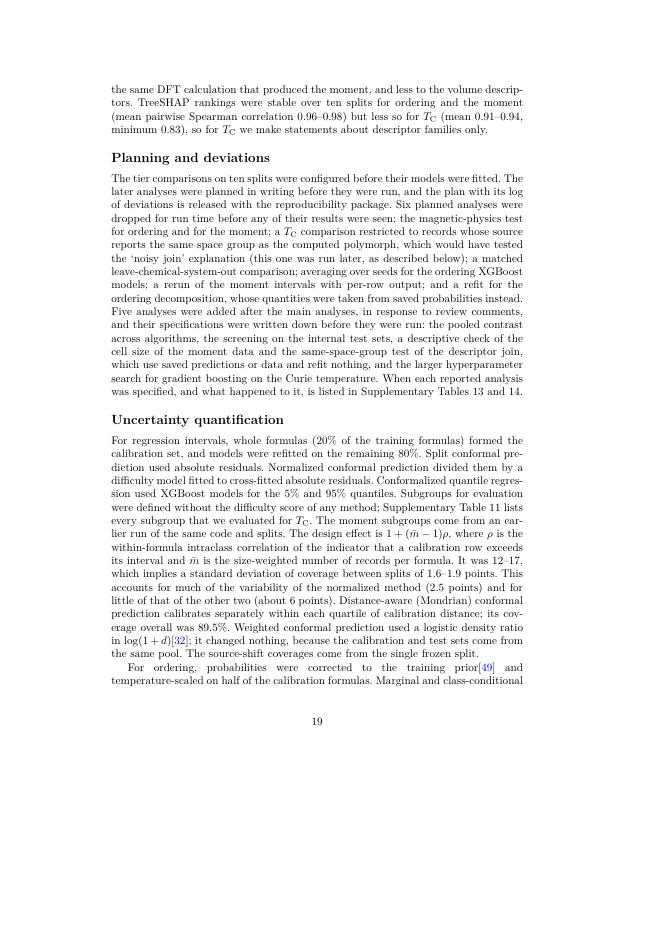 the same DFT calculation that produced the moment, and less to the volume descrip-
tors. TreeSHAP rankings were stable over ten splits for ordering and the moment
(mean pairwise Spearman correlation 0.96–0.98) but less so for T_C (mean 0.91–0.94,
minimum 0.83), so for T_C we make statements about descriptor families only.
Planning and deviations
The tier comparisons on ten splits were configured before their models were fitted. The
later analyses were planned in writing before they were run, and the plan with its log
of deviations is released with the reproducibility package. Six planned analyses were
dropped for run time before any of their results were seen: the magnetic-physics test
for ordering and for the moment; a T_C comparison restricted to records whose source
reports the same space group as the computed polymorph, which would have tested
the ‘noisy join’ explanation (this one was run later, as described below); a matched
leave-chemical-system-out comparison; averaging over seeds for the ordering XGBoost
models; a rerun of the moment intervals with per-row output; and a refit for the
ordering decomposition, whose quantities were taken from saved probabilities instead.
Five analyses were added after the main analyses, in response to review comments,
and their specifications were written down before they were run: the pooled contrast
across algorithms, the screening on the internal test sets, a descriptive check of the
cell size of the moment data and the same-space-group test of the descriptor join,
which use saved predictions or data and refit nothing, and the larger hyperparameter
search for gradient boosting on the Curie temperature. When each reported analysis
was specified, and what happened to it, is listed in Supplementary Tables 13 and 14.
Uncertainty quantification
For regression intervals, whole formulas (20% of the training formulas) formed the
calibration set, and models were refitted on the remaining 80%. Split conformal pre-
diction used absolute residuals. Normalized conformal prediction divided them by a
difficulty model fitted to cross-fitted absolute residuals. Conformalized quantile regres-
sion used XGBoost models for the 5% and 95% quantiles. Subgroups for evaluation
were defined without the difficulty score of any method; Supplementary Table 11 lists
every subgroup that we evaluated for T_C. The moment subgroups come from an ear-
lier run of the same code and splits. The design effect is 1 + (m̄ − 1)ρ, where ρ is the
within-formula intraclass correlation of the indicator that a calibration row exceeds
its interval and m̄ is the size-weighted number of records per formula. It was 12–17,
which implies a standard deviation of coverage between splits of 1.6–1.9 points. This
accounts for much of the variability of the normalized method (2.5 points) and for
little of that of the other two (about 6 points). Distance-aware (Mondrian) conformal
prediction calibrates separately within each quartile of calibration distance; its cov-
erage overall was 89.5%. Weighted conformal prediction used a logistic density ratio
in log(1 + d)[32]; it changed nothing, because the calibration and test sets come from
the same pool. The source-shift coverages come from the single frozen split.
For ordering, probabilities were corrected to the training prior[49] and
temperature-scaled on half of the calibration formulas. Marginal and class-conditional
19